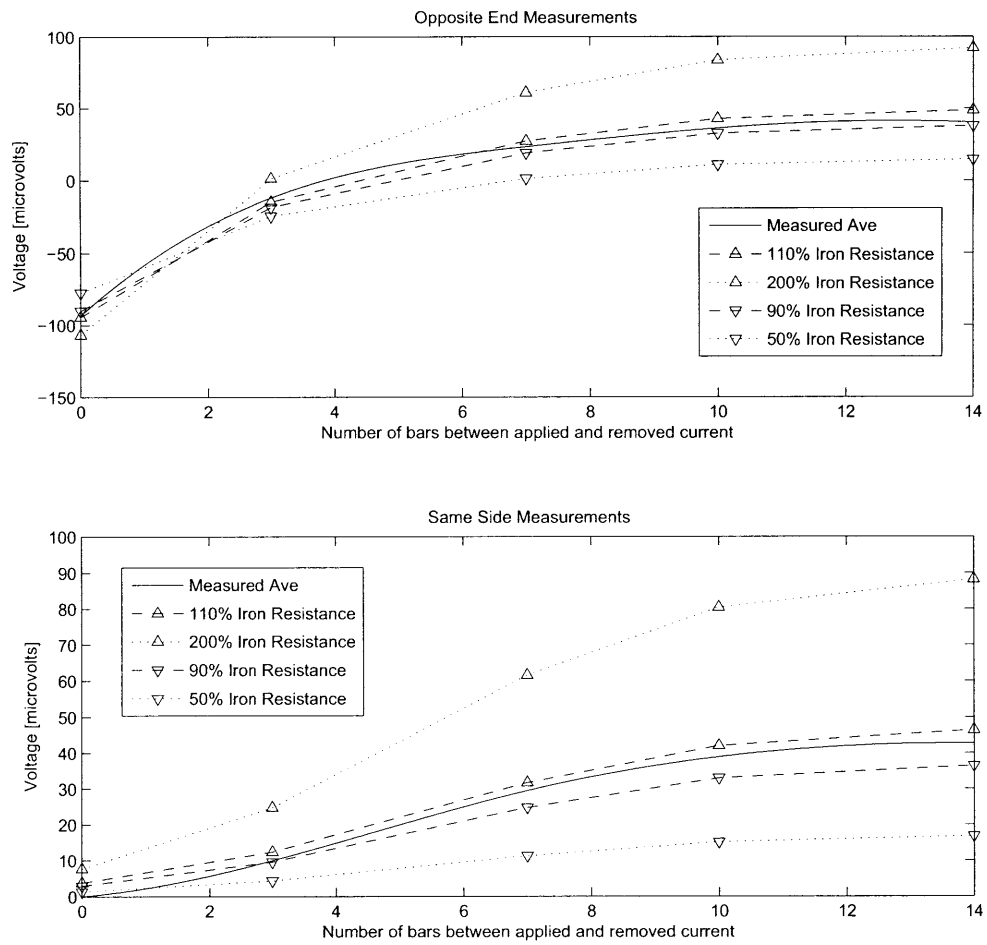 Opposite End Measurements
100
50
0
−50
−100
−150
Voltage [microvolts]
Measured Ave
110% Iron Resistance
200% Iron Resistance
90% Iron Resistance
50% Iron Resistance
0 2 4 6 8 10 12 14
Number of bars between applied and removed current
Same Side Measurements
100
90
80
70
60
50
40
30
20
10
0
Voltage [microvolts]
Measured Ave
110% Iron Resistance
200% Iron Resistance
90% Iron Resistance
50% Iron Resistance
0 2 4 6 8 10 12 14
Number of bars between applied and removed current